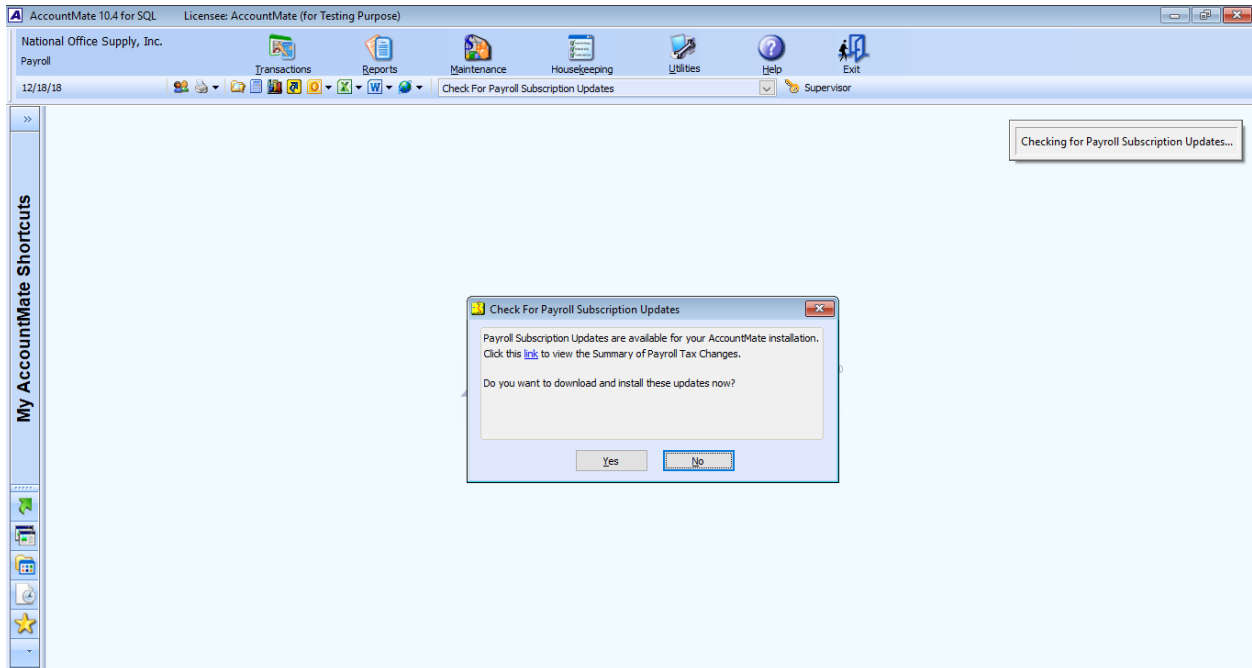 AccountMate 10.4 for SQL Licensee: AccountMate (for Testing Purpose)
National Office Supply, Inc.
Payroll
Transactions Reports Maintenance Housekeeping Utilities Help Exit
12/18/18 Check For Payroll Subscription Updates Supervisor
Checking for Payroll Subscription Updates...
My AccountMate Shortcuts
Check For Payroll Subscription Updates
Payroll Subscription Updates are available for your AccountMate installation.
Click this link to view the Summary of Payroll Tax Changes.
Do you want to download and install these updates now?
Yes No